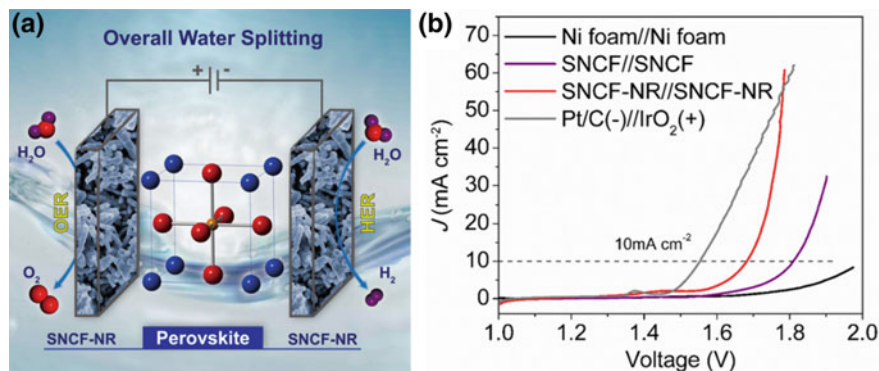 (a)
Overall Water Splitting
+ -
H₂O
H₂O
OER
HER
O₂
H₂
SNCF-NR
Perovskite
SNCF-NR
(b)
70
60
50
40
30
20
10
0
J (mA cm⁻²)
Ni foam//Ni foam
SNCF//SNCF
SNCF-NR//SNCF-NR
Pt/C(-)//IrO₂(+)
10mA cm⁻²
1.0 1.2 1.4 1.6 1.8 2.0
Voltage (V)